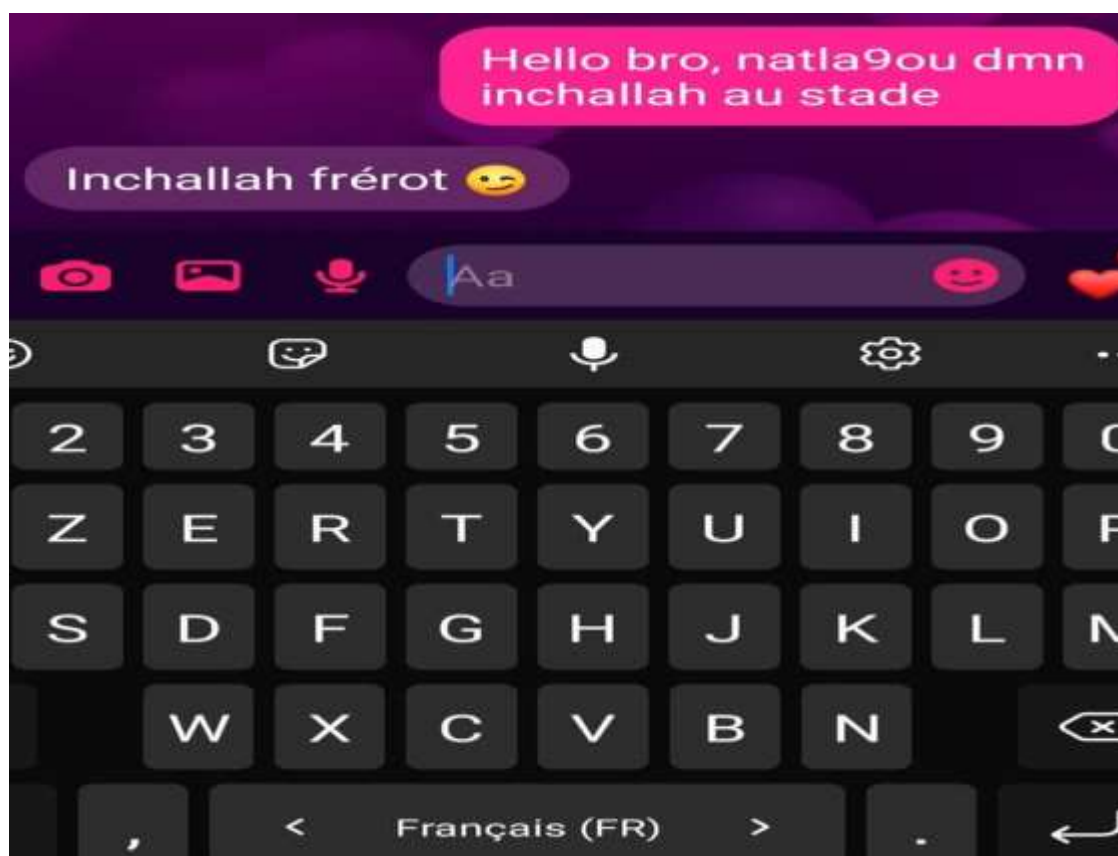 Hello bro, natla9ou dmn
inchallah au stade
Inchallah frérot 😉
Aa
2 3 4 5 6 7 8 9
Z E R T Y U I O
S D F G H J K L
W X C V B N
, < Français (FR) > .